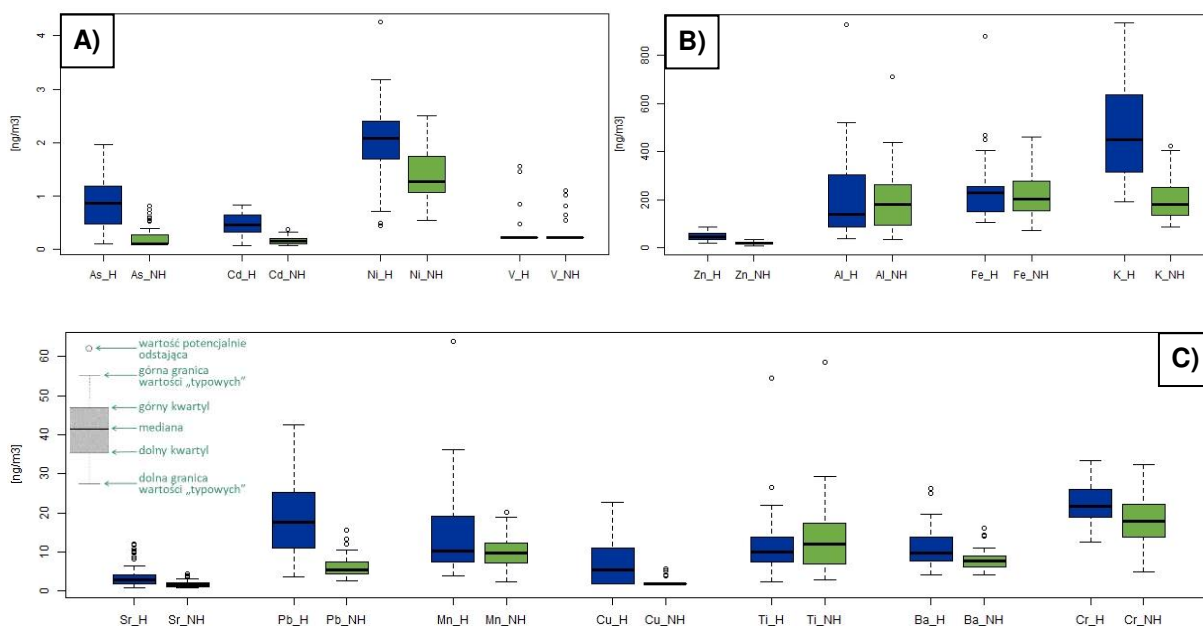 A)
4
3
2
1
0
[ng/m3]
As_H As_NH Cd_H Cd_NH Ni_H Ni_NH V_H V_NH
B)
800
600
400
200
0
[ng/m3]
Zn_H Zn_NH Al_H Al_NH Fe_H Fe_NH K_H K_NH
C)
60
50
40
30
20
10
0
[ng/m3]
wartość potencjalnie
odstająca
górna granica
wartości „typowych”
górny kwartyl
mediana
dolny kwartyl
dolna granica
wartości „typowych”
Sr_H Sr_NH Pb_H Pb_NH Mn_H Mn_NH Cu_H Cu_NH Ti_H Ti_NH Ba_H Ba_NH Cr_H Cr_NH